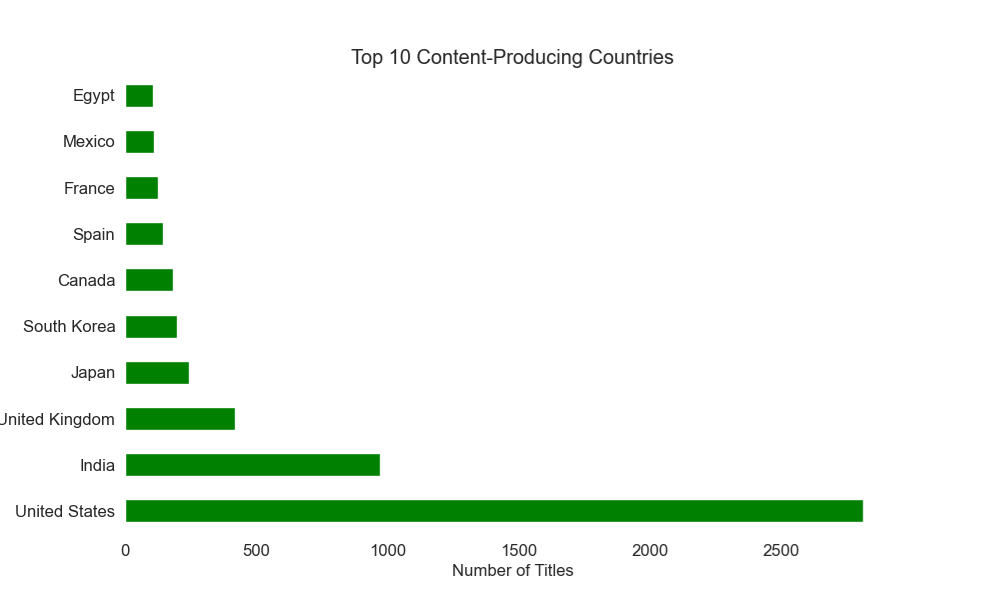 Top 10 Content-Producing Countries
Egypt
Mexico
France
Spain
Canada
South Korea
Japan
United Kingdom
India
United States
0 500 1000 1500 2000 2500
Number of Titles